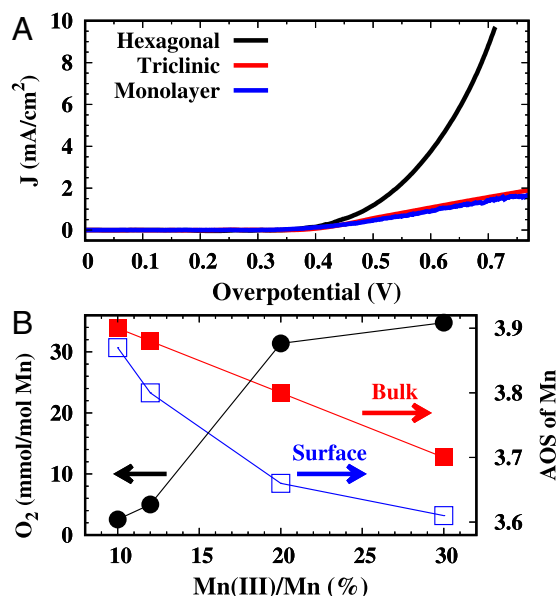 A
Hexagonal
Triclinic
Monolayer
J (mA/cm²)
10
8
6
4
2
0
0 0.1 0.2 0.3 0.4 0.5 0.6 0.7
Overpotential (V)
B
O₂ (mmol/mol Mn)
30
20
10
0
Bulk
Surface
3.9
3.8
3.7
3.6
AOS of Mn
10 15 20 25 30
Mn(III)/Mn (%)